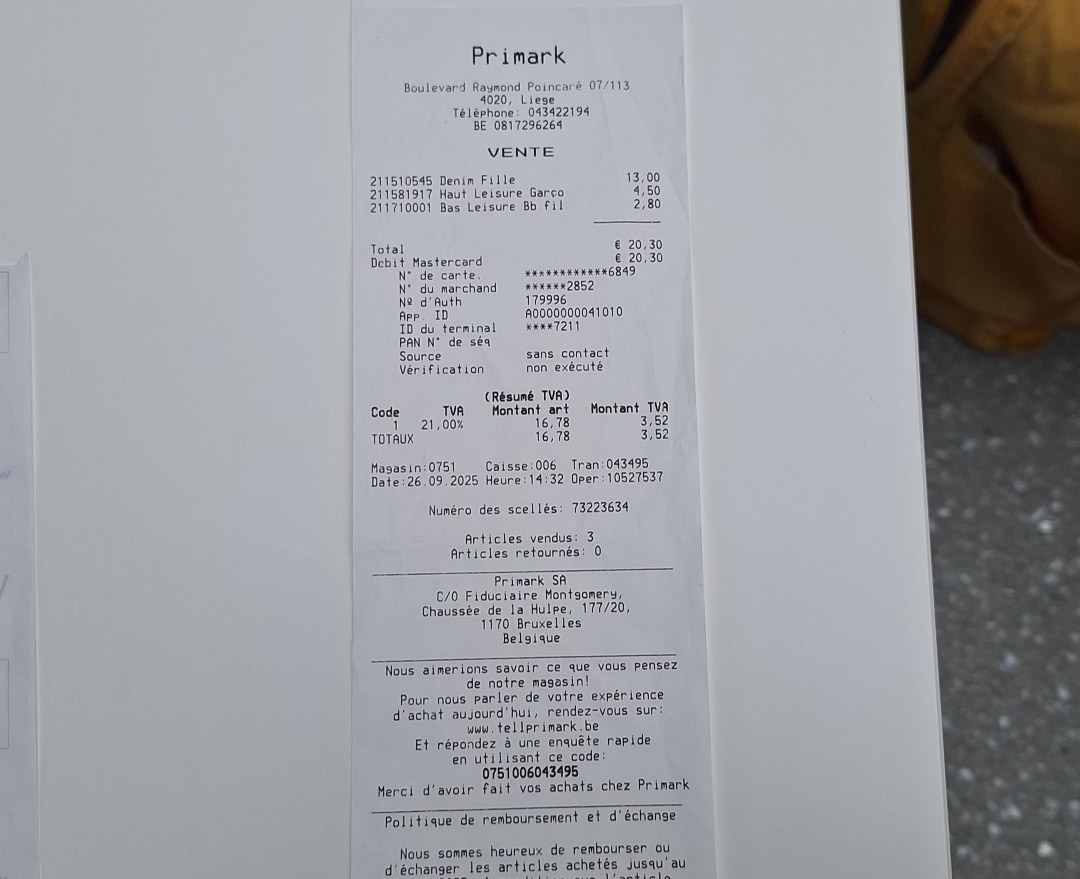 Primark
Boulevard Raymond Poincaré 07/113
4020, Liege
Téléphone: 043422194
BE 0817296264
VENTE
211510545 Denim Fille 13,00
211581917 Haut Leisure Garço 4,50
211710001 Bas Leisure Bb fil 2,80
Total € 20,30
Debit Mastercard € 20,30
N° de carte. ************6849
N° du marchand ******2852
Nº d'Auth 179996
App. ID A0000000041010
ID du terminal ****7211
PAN N° de séq
Source sans contact
Vérification non exécuté
(Résumé TVA)
Code TVA Montant art Montant TVA
1 21,00% 16,78 3,52
TOTAUX 16,78 3,52
Magasin:0751 Caisse:006 Tran:043495
Date:26.09.2025 Heure:14:32 Oper:10527537
Numéro des scellés: 73223634
Articles vendus: 3
Articles retournés: 0
Primark SA
C/O Fiduciaire Montgomery,
Chaussée de la Hulpe, 177/20,
1170 Bruxelles
Belgique
Nous aimerions savoir ce que vous pensez
de notre magasin!
Pour nous parler de votre expérience
d'achat aujourd'hui, rendez-vous sur:
www.tellprimark.be
Et répondez à une enquête rapide
en utilisant ce code:
0751006043495
Merci d'avoir fait vos achats chez Primark
Politique de remboursement et d'échange
Nous sommes heureux de rembourser ou
d'échanger les articles achetés jusqu'au